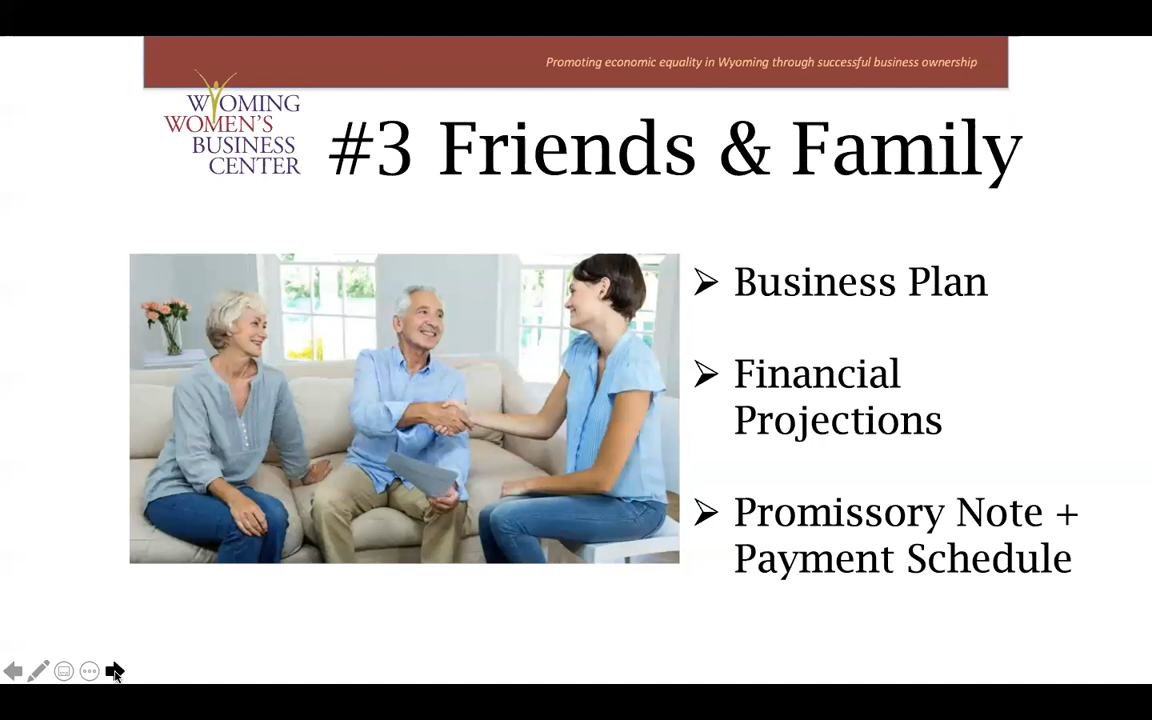 Promoting economic equality in Wyoming through successful business ownership
WYOMING
WOMEN'S
BUSINESS
CENTER
#3 Friends & Family
Business Plan
Financial
Projections
Promissory Note +
Payment Schedule